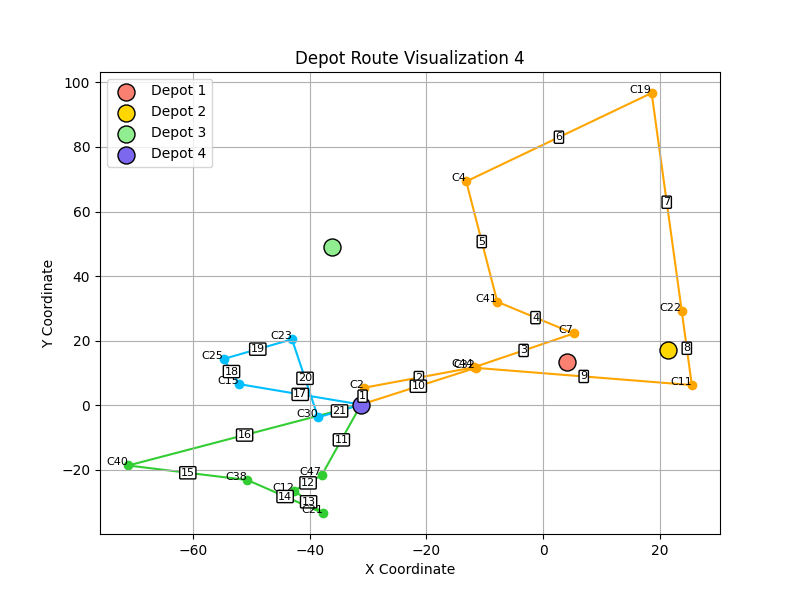 Depot Route Visualization 4
Depot 1
Depot 2
Depot 3
Depot 4
Y Coordinate
100
80
60
40
20
0
−20
−60
−40
−20
0
20
X Coordinate
C19
6
C4
7
5
C41
C22
4
C7
C23
19
3
8
C25
18
20
C15
17
C2
2
10
9
C11
1
C30
21
11
16
C40
15
C38
C47
12
C12
14
13
C21